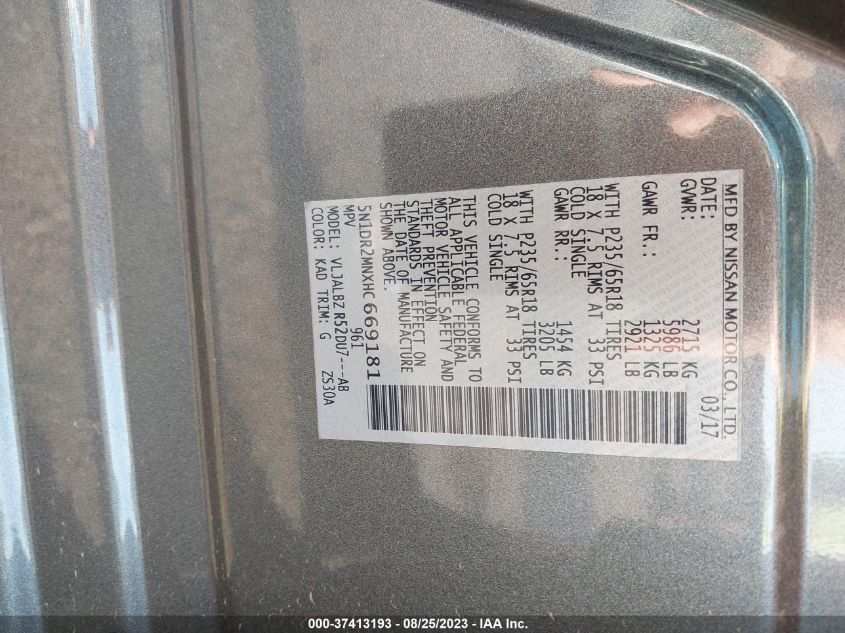 MFD BY NISSAN MOTOR CO., LTD.
DATE: 03/17
GVWR: 2715 KG
5986 LB
GAWR FR.: 1325 KG
2921 LB
WITH P235/65R18 TIRES
18 X 7.5 RIMS AT 33 PSI
COLD SINGLE
GAWR RR.: 1454 KG
3205 LB
WITH P235/65R18 TIRES
18 X 7.5 RIMS AT 33 PSI
COLD SINGLE
THIS VEHICLE CONFORMS TO
ALL APPLICABLE FEDERAL
MOTOR VEHICLE SAFETY AND
THEFT PREVENTION
STANDARDS IN EFFECT ON
THE DATE OF MANUFACTURE
SHOWN ABOVE.
5N1DR2MNXHC669181
MPV 961
MODEL: VLJALBZ R52DU7---AB
COLOR: KAD TRIM: G ZS30A
000-37413193 - 08/25/2023 - IAA Inc.